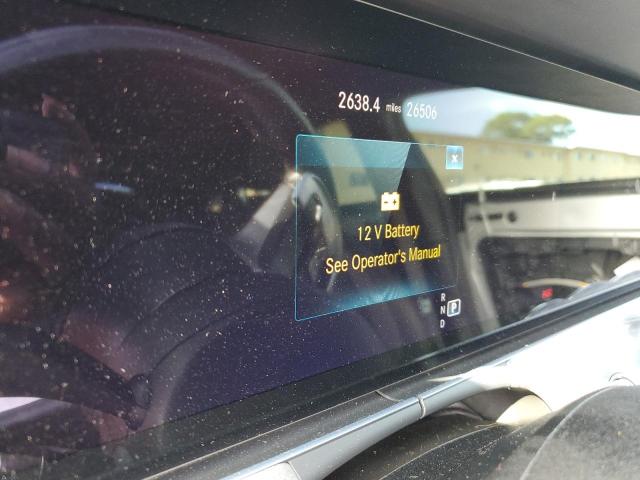 2638.4 miles 26506
x
12 V Battery
See Operator's Manual
R
N P
D